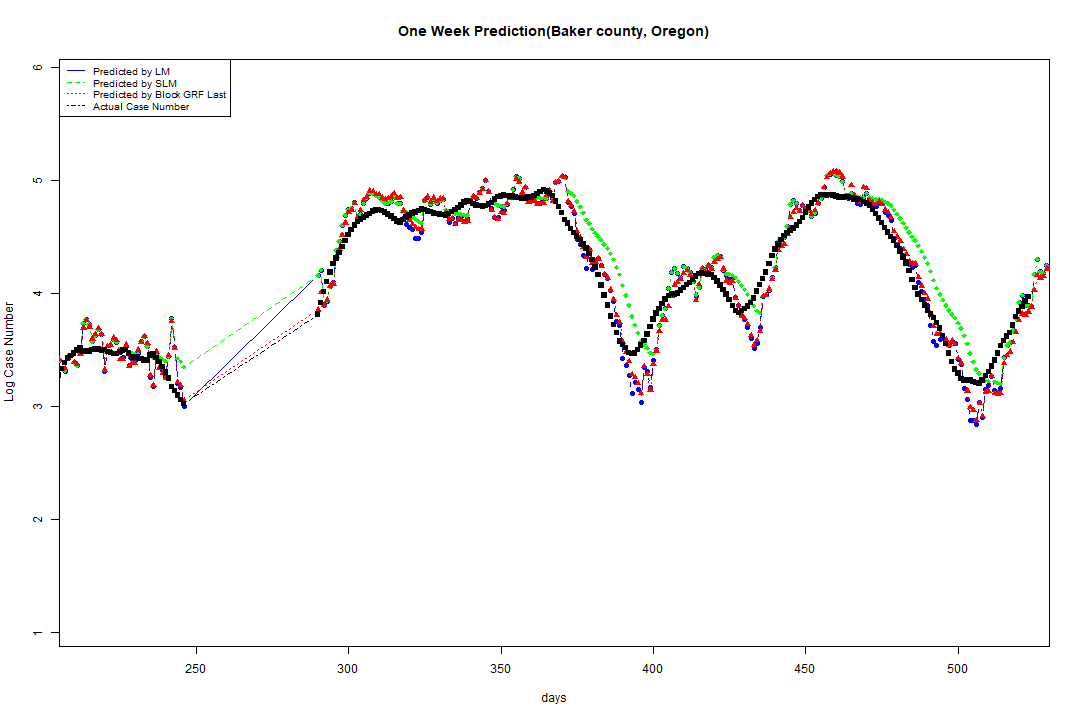 One Week Prediction(Baker county, Oregon)
Predicted by LM
Predicted by SLM
Predicted by Block GRF Last
Actual Case Number
6
5
4
3
2
1
Log Case Number
250 300 350 400 450 500
days